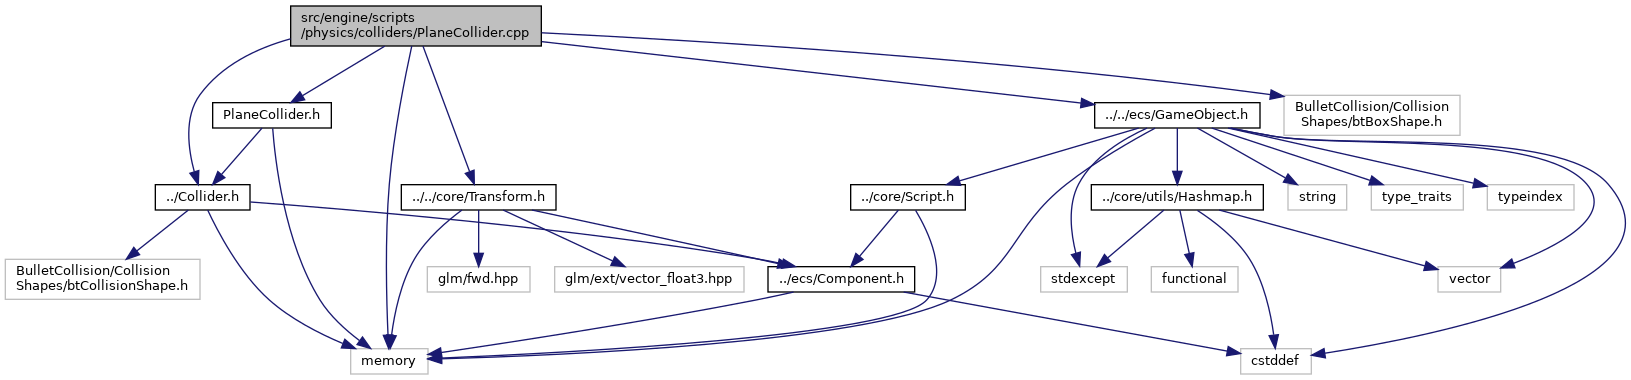 src/engine/scripts
/physics/colliders/PlaneCollider.cpp
PlaneCollider.h
../../ecs/GameObject.h
BulletCollision/Collision
Shapes/btBoxShape.h
../Collider.h
../../core/Transform.h
../core/Script.h
../core/utils/Hashmap.h
string
type_traits
typeindex
BulletCollision/Collision
Shapes/btCollisionShape.h
glm/fwd.hpp
glm/ext/vector_float3.hpp
../ecs/Component.h
stdexcept
functional
vector
memory
cstddef